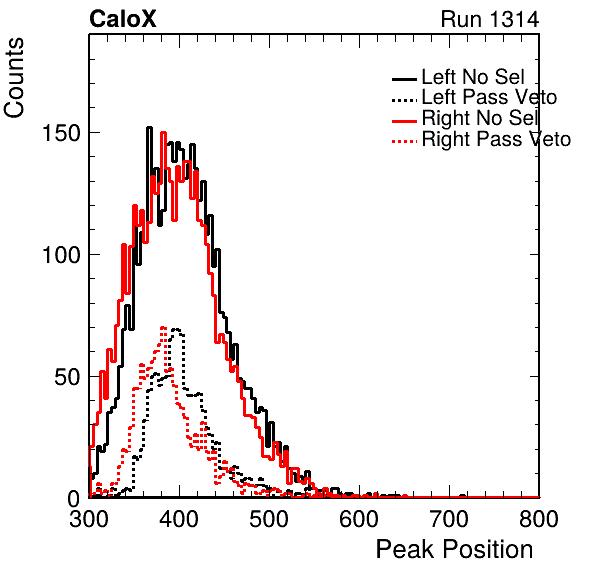 CaloX Run 1314
Counts
Left No Sel
Left Pass Veto
Right No Sel
Right Pass Veto
150
100
50
0
300 400 500 600 700 800
Peak Position